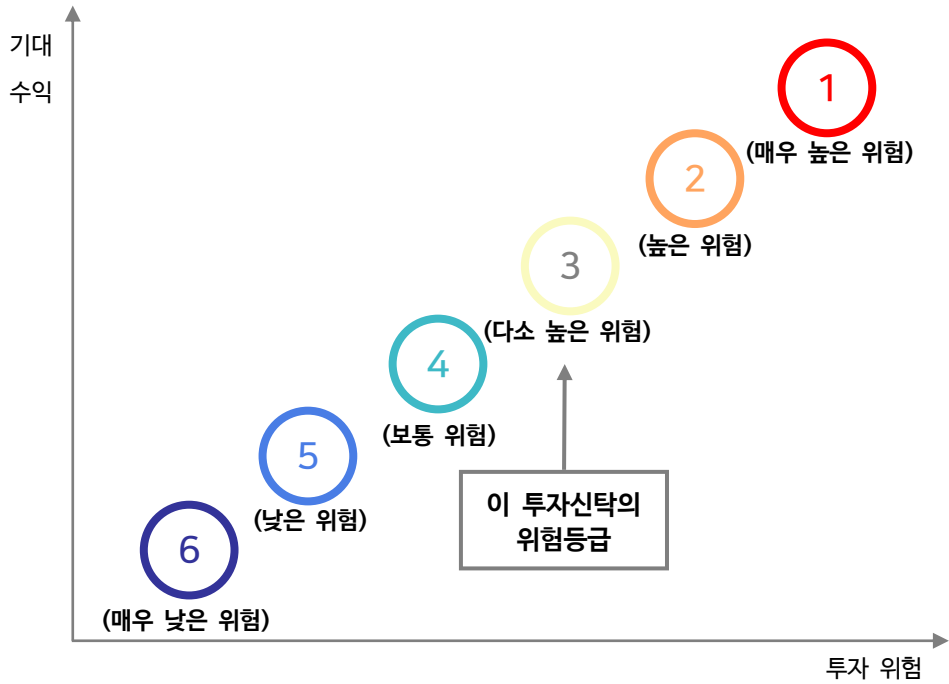 기대
수익
1
(매우 높은 위험)
2
(높은 위험)
3
(다소 높은 위험)
4
(보통 위험)
5
(낮은 위험)
6
(매우 낮은 위험)
이 투자신탁의
위험등급
투자 위험